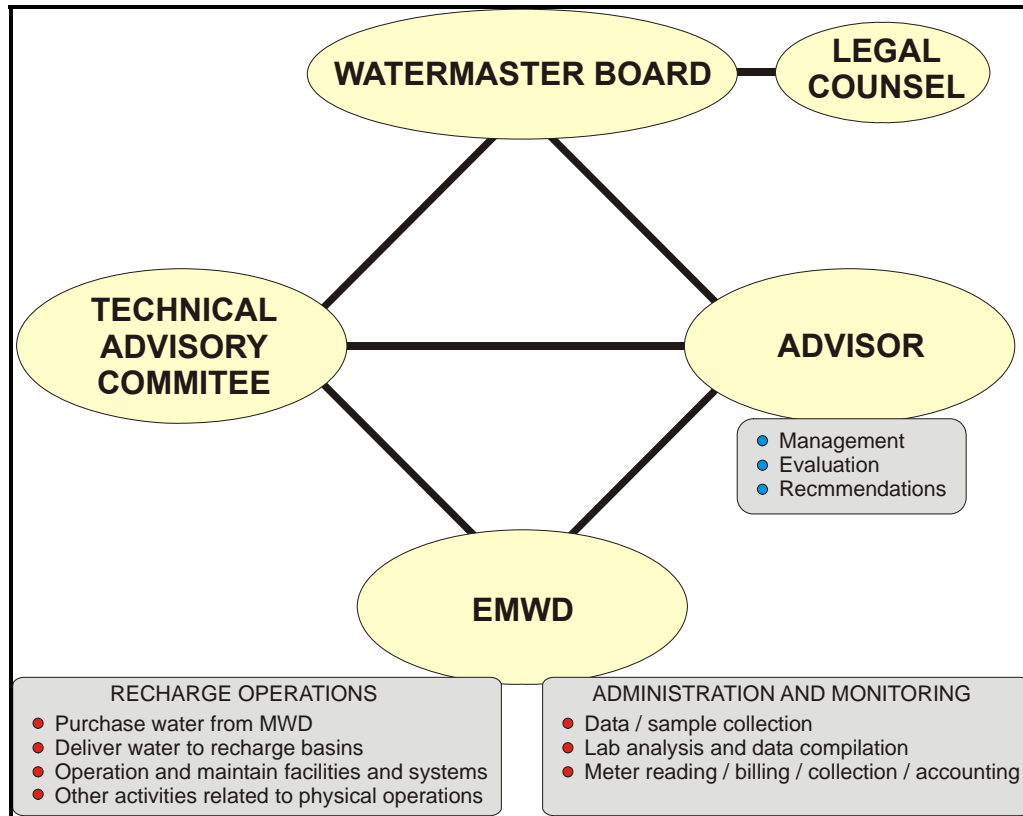 WATERMASTER BOARD
LEGAL
COUNSEL
TECHNICAL
ADVISORY
COMMITEE
ADVISOR
Management
Evaluation
Recmmendations
EMWD
RECHARGE OPERATIONS
Purchase water from MWD
Deliver water to recharge basins
Operation and maintain facilities and systems
Other activities related to physical operations
ADMINISTRATION AND MONITORING
Data / sample collection
Lab analysis and data compilation
Meter reading / billing / collection / accounting